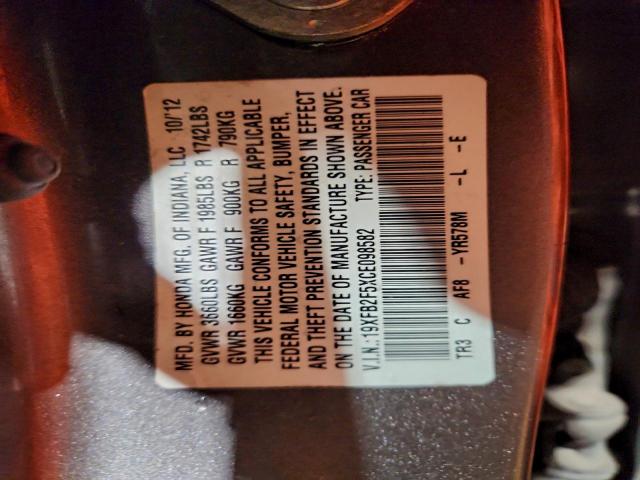 MFD. BY HONDA MFG. OF INDIANA, LLC 10/12
GVWR 3660LBS GAWR F 1985LBS R 1742LBS
GVWR 1660KG GAWR F 900KG R 790KG
THIS VEHICLE CONFORMS TO ALL APPLICABLE
FEDERAL MOTOR VEHICLE SAFETY, BUMPER,
AND THEFT PREVENTION STANDARDS IN EFFECT
ON THE DATE OF MANUFACTURE SHOWN ABOVE.
V.I.N.: 19XFB2F5XCE098582 TYPE: PASSENGER CAR
TR3 C AF8 -YR578M -L -E